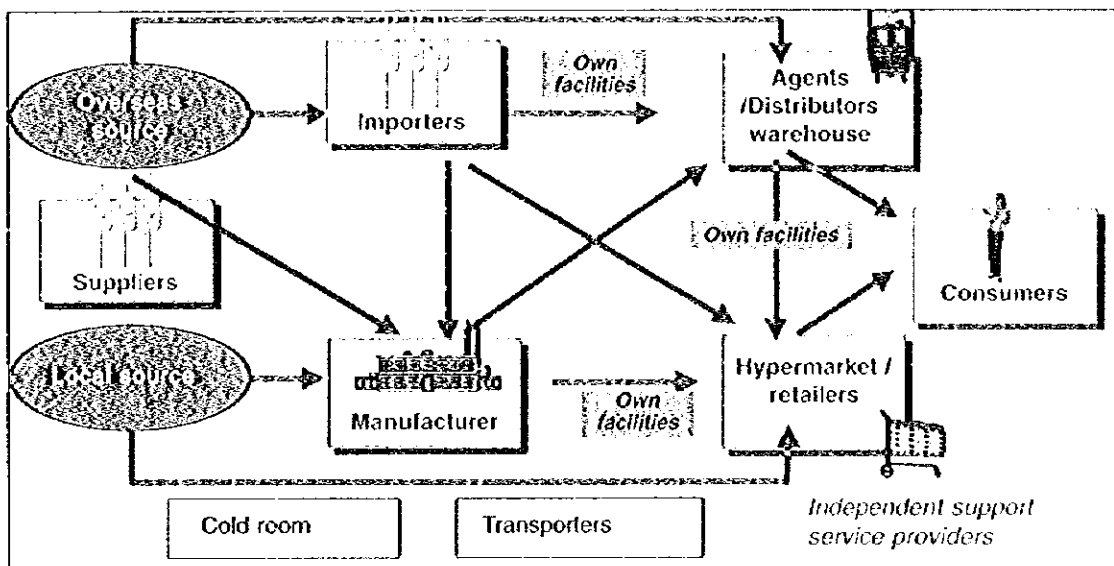 Overseas
source
Importers
Own
facilities
Agents
/Distributors
warehouse
Suppliers
Own facilities
Consumers
Local source
Manufacturer
Own
facilities
Hypermarket /
retailers
Cold room
Transporters
Independent support
service providers